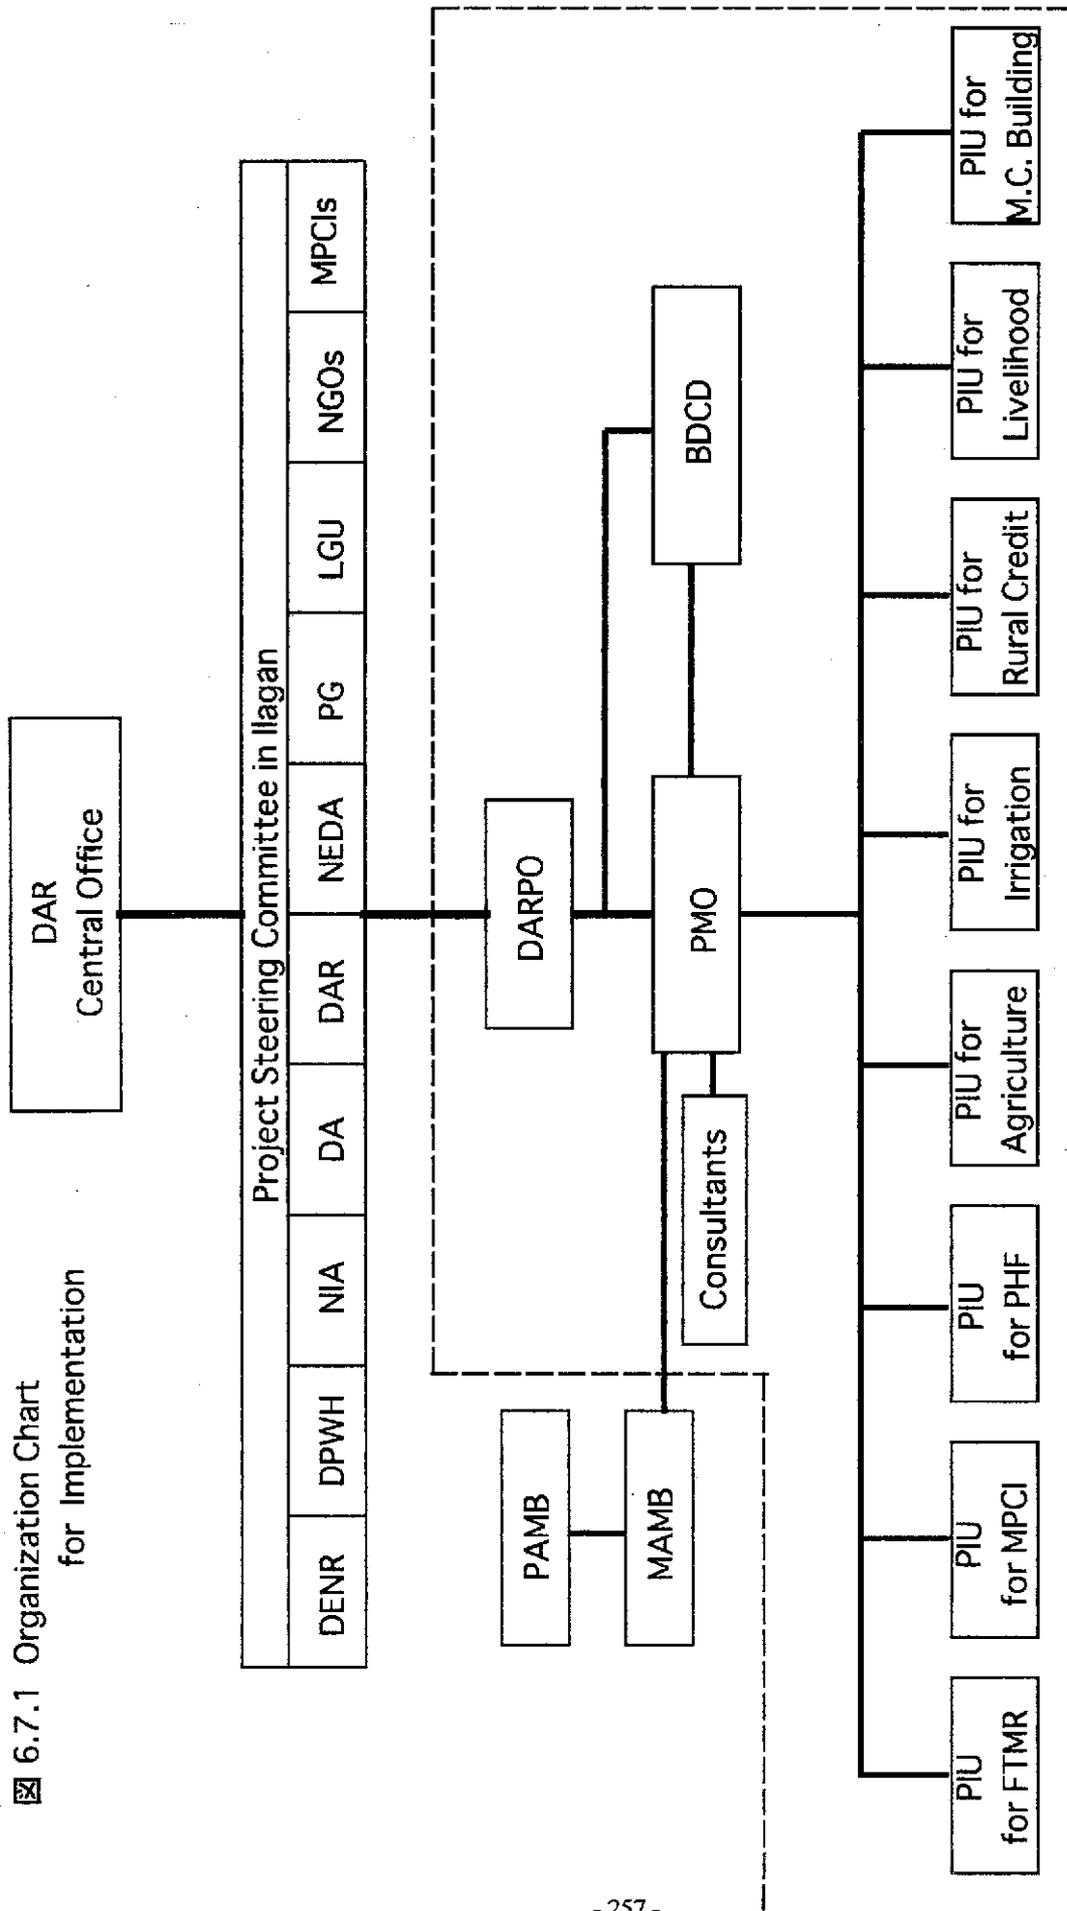 図 6.7.1 Organization Chart
for Implementation
DAR
Central Office
Project Steering Committee in Ilagan
DENR DPWH NIA DA DAR NEDA PG LGU NGOs MPCIs
DARPO
PAMB
MAMB
PMO
BDCD
Consultants
PIU
for FTMR
PIU
for MPCI
PIU
for PHF
PIU for
Agriculture
PIU for
Irrigation
PIU for
Rural Credit
PIU for
Livelihood
PIU for
M.C. Building
- 257 -